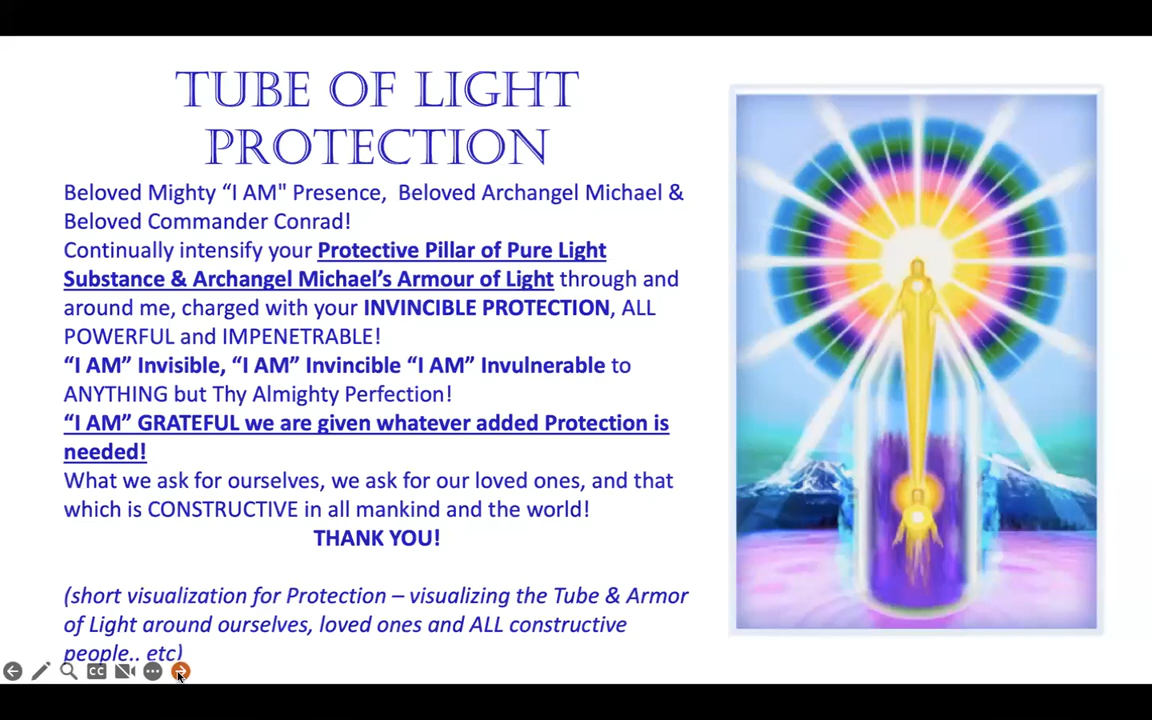 TUBE OF LIGHT
PROTECTION
Beloved Mighty “I AM" Presence,  Beloved Archangel Michael &
Beloved Commander Conrad!
Continually intensify your Protective Pillar of Pure Light
Substance & Archangel Michael’s Armour of Light through and
around me, charged with your INVINCIBLE PROTECTION, ALL
POWERFUL and IMPENETRABLE!
“I AM” Invisible, “I AM” Invincible “I AM” Invulnerable to
ANYTHING but Thy Almighty Perfection!
“I AM” GRATEFUL we are given whatever added Protection is
needed!
What we ask for ourselves, we ask for our loved ones, and that
which is CONSTRUCTIVE in all mankind and the world!
THANK YOU!
(short visualization for Protection – visualizing the Tube & Armor
of Light around ourselves, loved ones and ALL constructive
people.. etc)
CC